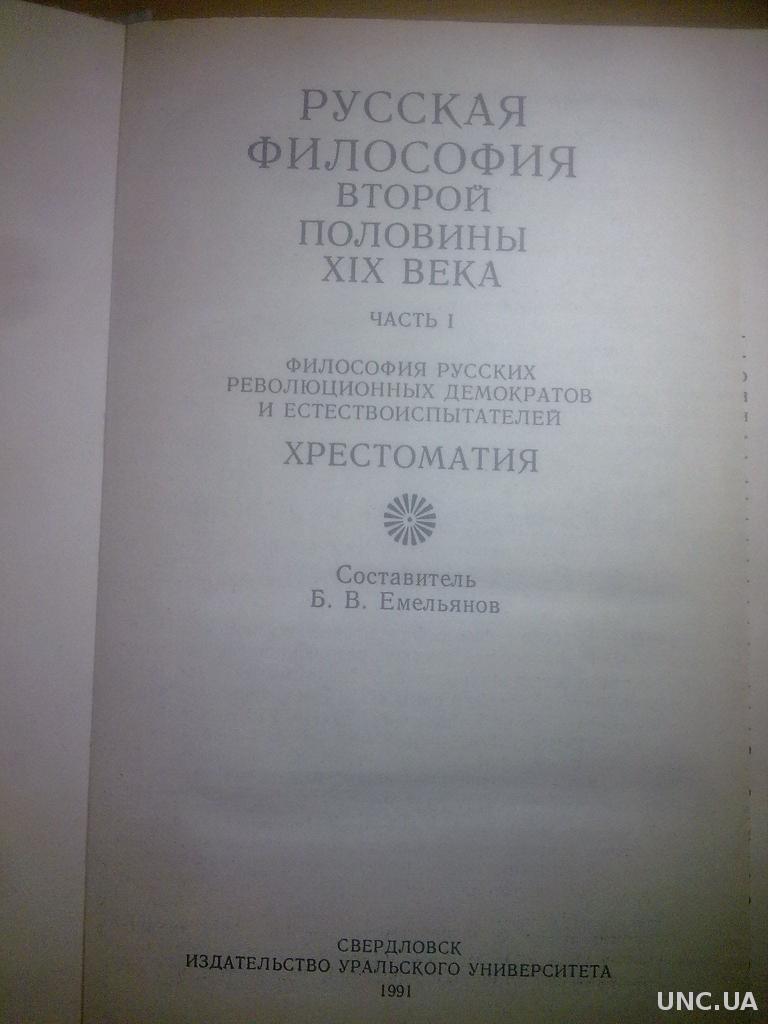 РУССКАЯ
ФИЛОСОФИЯ
ВТОРОЙ
ПОЛОВИНЫ
XIX ВЕКА
ЧАСТЬ I
ФИЛОСОФИЯ РУССКИХ
РЕВОЛЮЦИОННЫХ ДЕМОКРАТОВ
И ЕСТЕСТВОИСПЫТАТЕЛЕЙ
ХРЕСТОМАТИЯ
Составитель
Б. В. Емельянов
СВЕРДЛОВСК
ИЗДАТЕЛЬСТВО УРАЛЬСКОГО УНИВЕРСИТЕТА
1991
UNC.UA